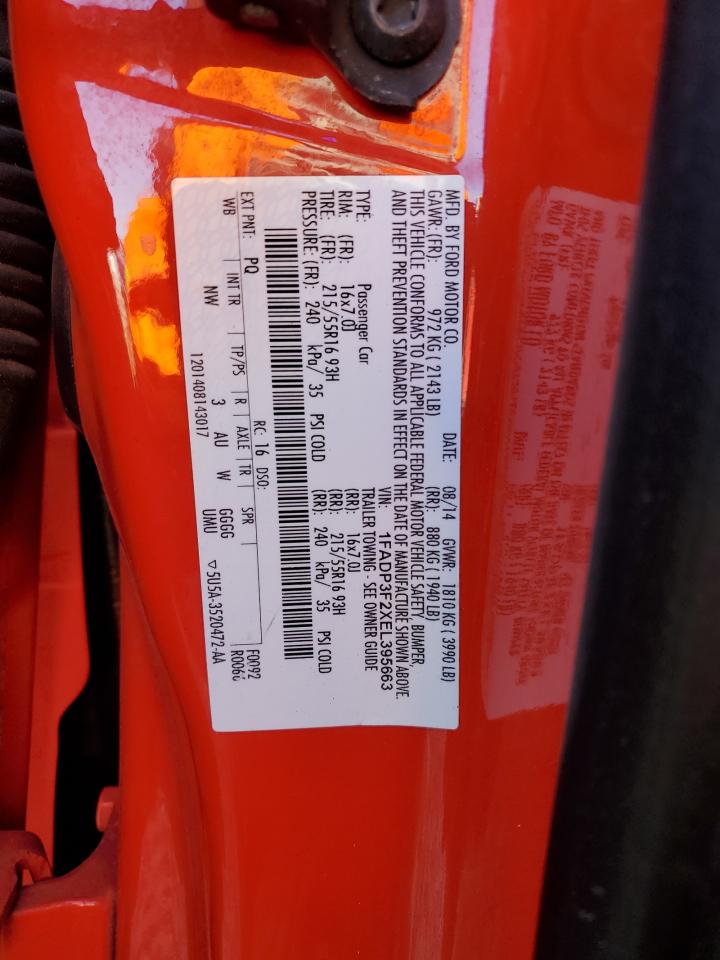 MFD. BY FORD MOTOR CO.
DATE: 08/14 GVWR: 1810 KG ( 3990 LB)
GAWR: (FR): 972 KG ( 2143 LB) (RR): 880 KG ( 1940 LB)
THIS VEHICLE CONFORMS TO ALL APPLICABLE FEDERAL MOTOR VEHICLE SAFETY, BUMPER,
AND THEFT PREVENTION STANDARDS IN EFFECT ON THE DATE OF MANUFACTURE SHOWN ABOVE.
VIN: 1FADP3F2XEL395663
TYPE: Passenger Car TRAILER TOWING - SEE OWNER GUIDE
RIM: (FR): 16x7.0J (RR): 16x7.0J
TIRE: (FR): 215/55R16 93H (RR): 215/55R16 93H
PRESSURE: (FR): 240 kPa/ 35 PSI COLD (RR): 240 kPa/ 35 PSI COLD
RC: 16 DSO: F0092
EXT PNT: PQ R006
WB INT TR TP/PS R AXLE TR SPR
NW 3 AU W GGGG
UMU
1201408143017 ▽5U5A-3520472-AA